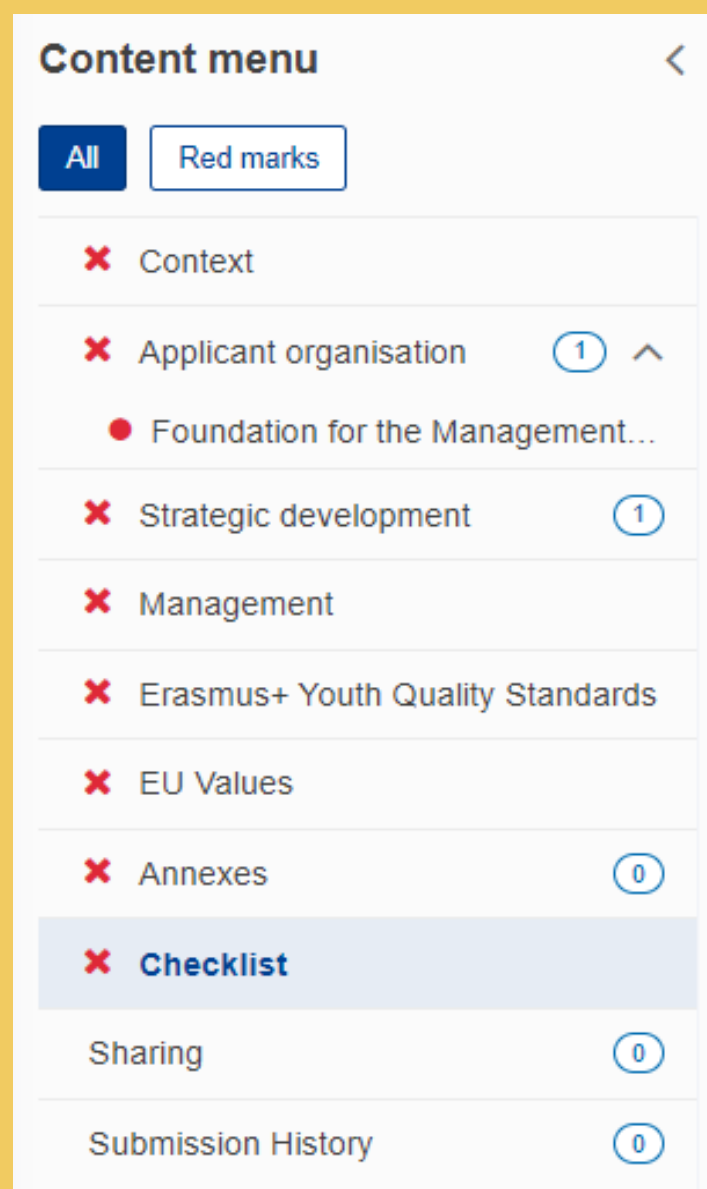 Content menu
All Red marks
Context
Applicant organisation 1
Foundation for the Management...
Strategic development 1
Management
Erasmus+ Youth Quality Standards
EU Values
Annexes 0
Checklist
Sharing 0
Submission History 0